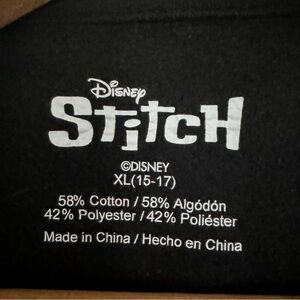 Disney
Stitch
©DISNEY
XL(15-17)
58% Cotton / 58% Algódón
42% Polyester / 42% Poliéster
Made in China / Hecho en China